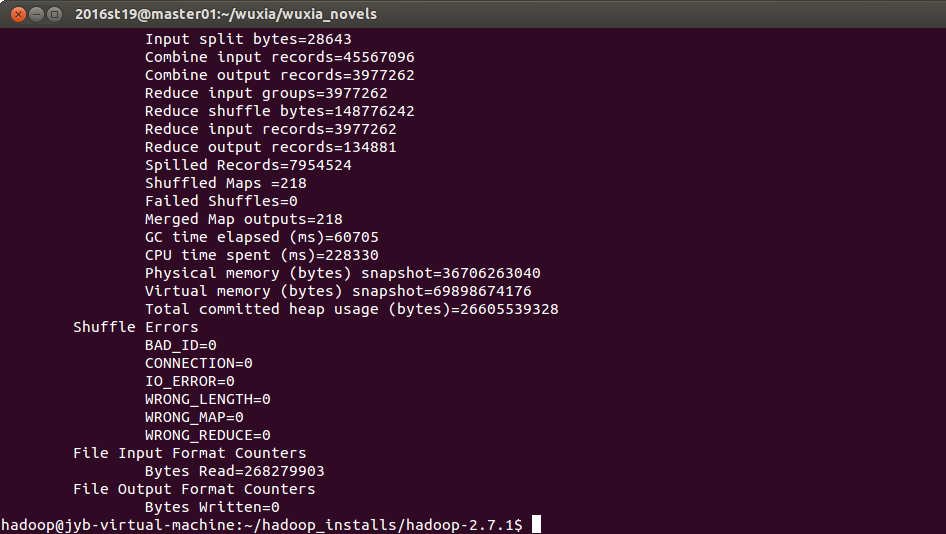 2016st19@master01:~/wuxia/wuxia_novels
Input split bytes=28643
Combine input records=45567096
Combine output records=3977262
Reduce input groups=3977262
Reduce shuffle bytes=148776242
Reduce input records=3977262
Reduce output records=134881
Spilled Records=7954524
Shuffled Maps =218
Failed Shuffles=0
Merged Map outputs=218
GC time elapsed (ms)=60705
CPU time spent (ms)=228330
Physical memory (bytes) snapshot=36706263040
Virtual memory (bytes) snapshot=69898674176
Total committed heap usage (bytes)=26605539328
Shuffle Errors
BAD_ID=0
CONNECTION=0
IO_ERROR=0
WRONG_LENGTH=0
WRONG_MAP=0
WRONG_REDUCE=0
File Input Format Counters
Bytes Read=268279903
File Output Format Counters
Bytes Written=0
hadoop@jyb-virtual-machine:~/hadoop_installs/hadoop-2.7.1$